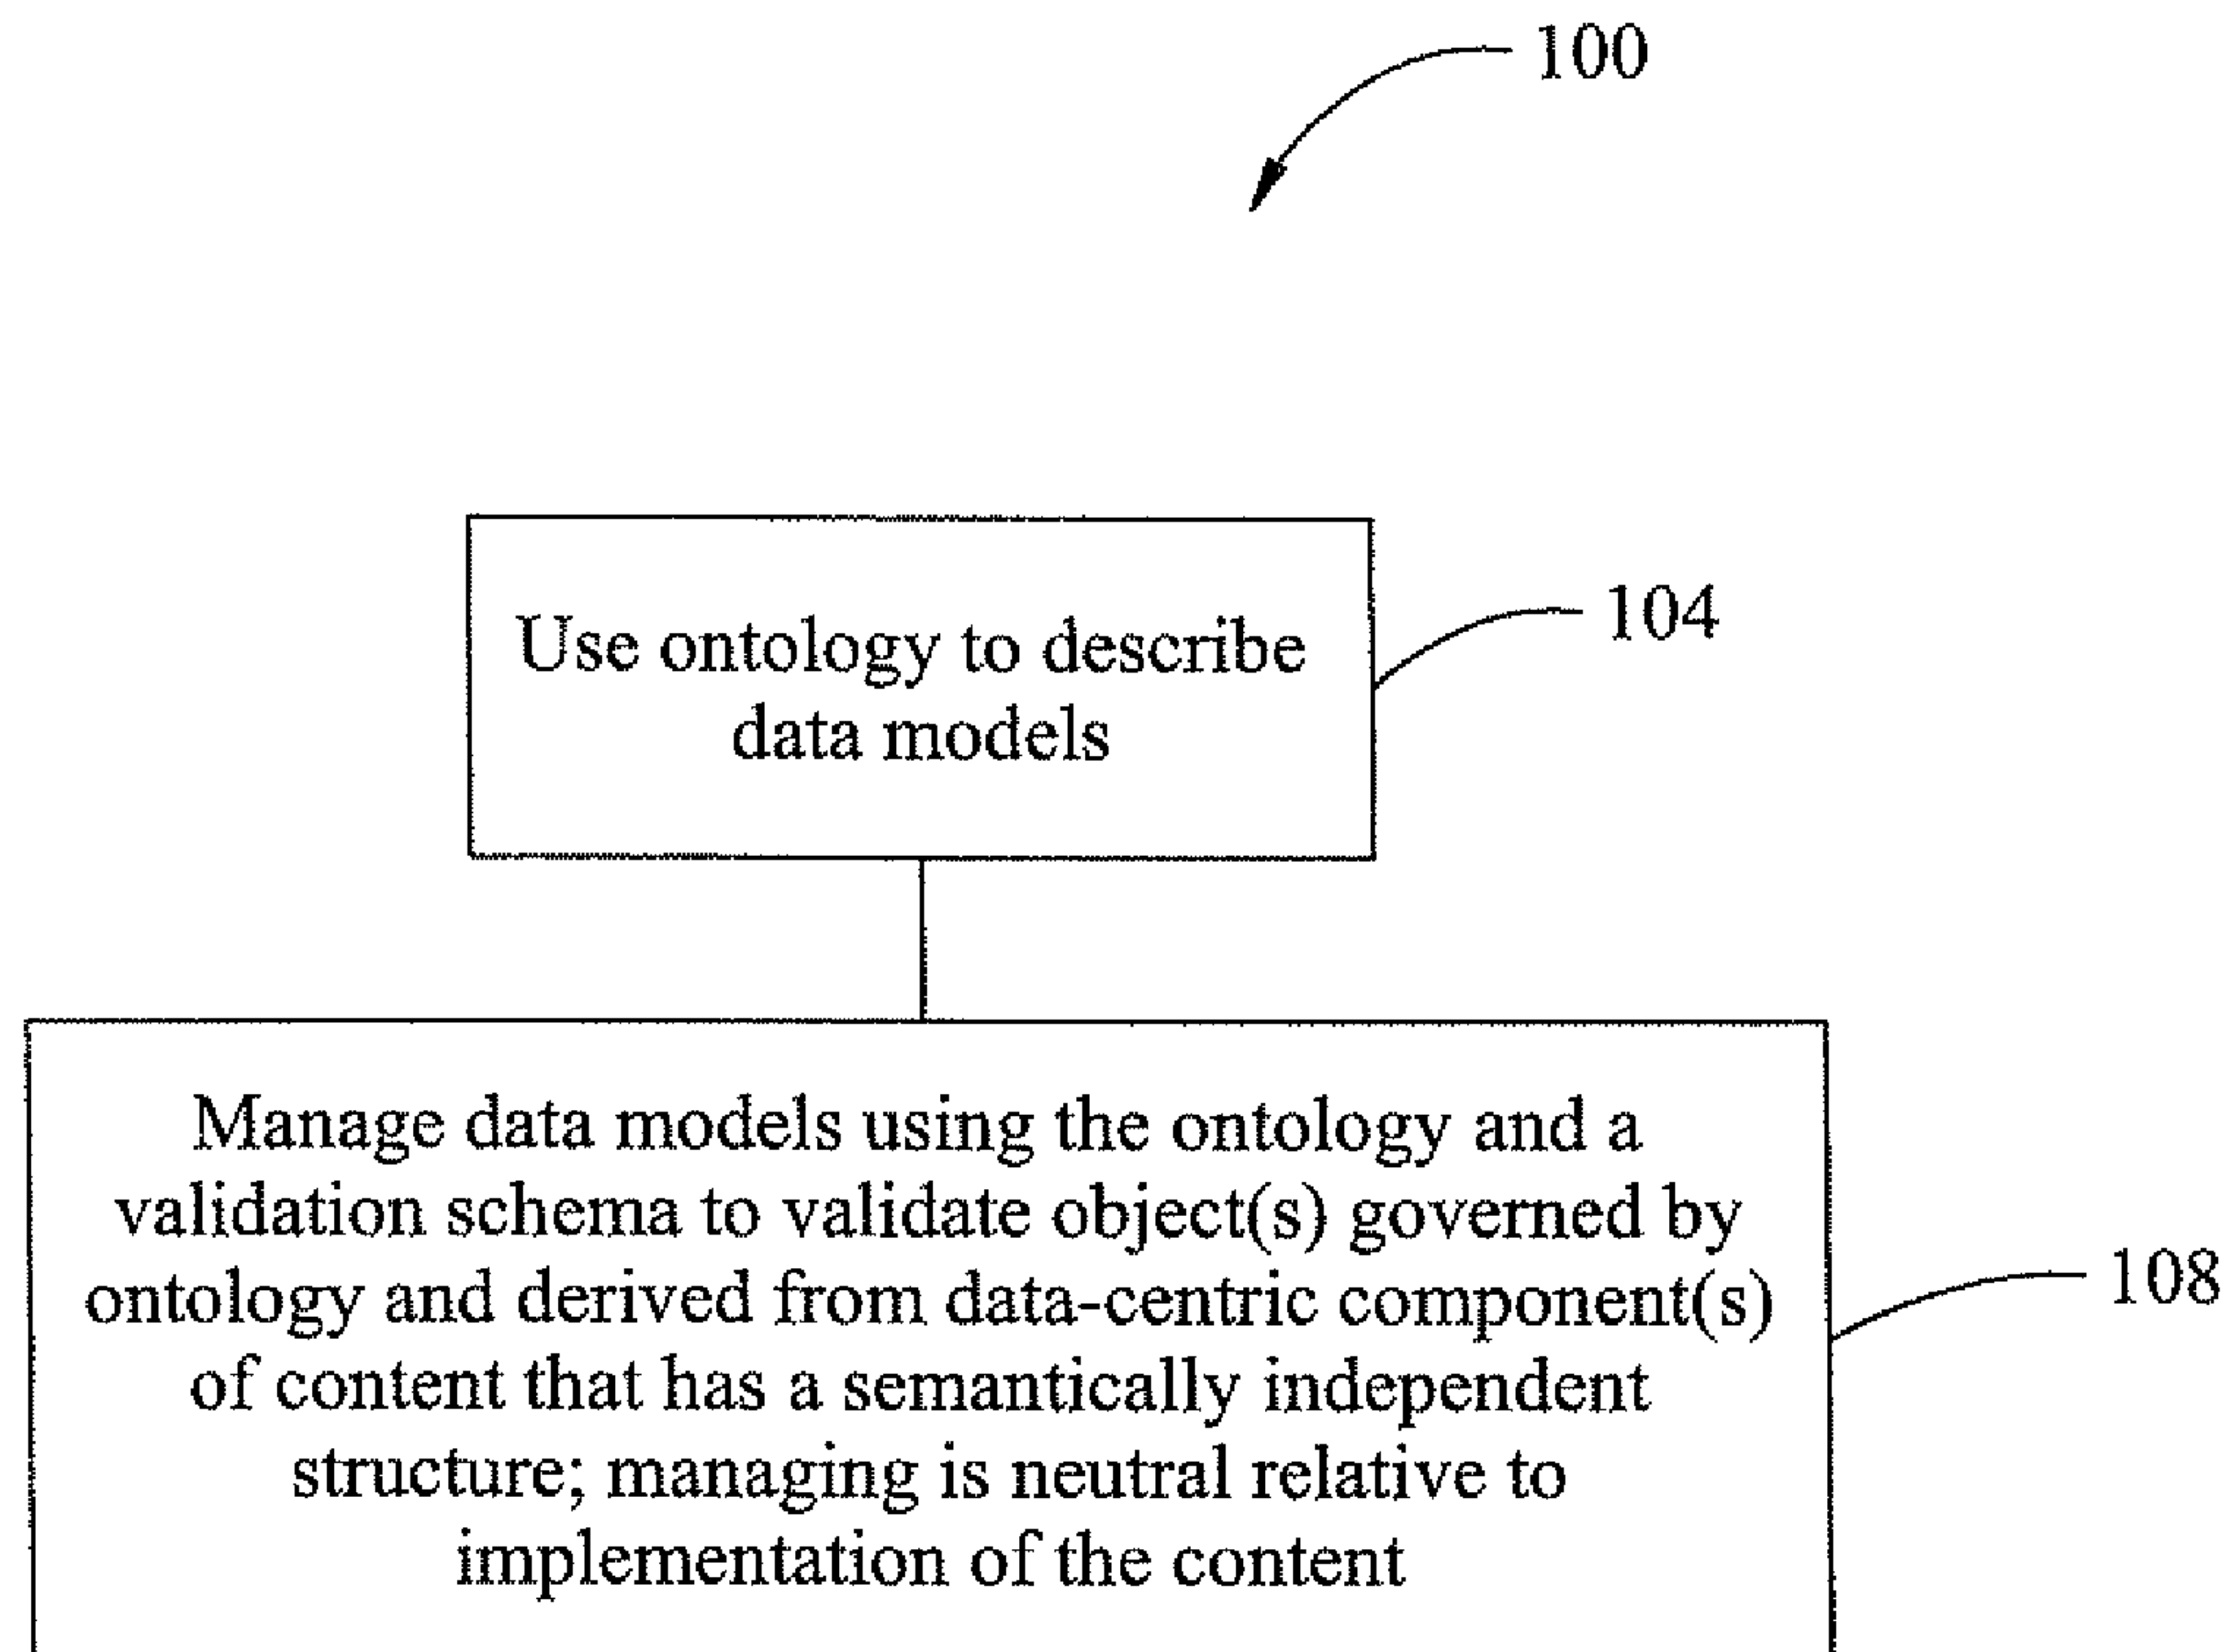 100
Use ontology to describe
data models
104
Manage data models using the ontology and a
validation schema to validate object(s) governed by
ontology and derived from data-centric component(s)
of content that has a semantically independent
structure; managing is neutral relative to
implementation of the content
108